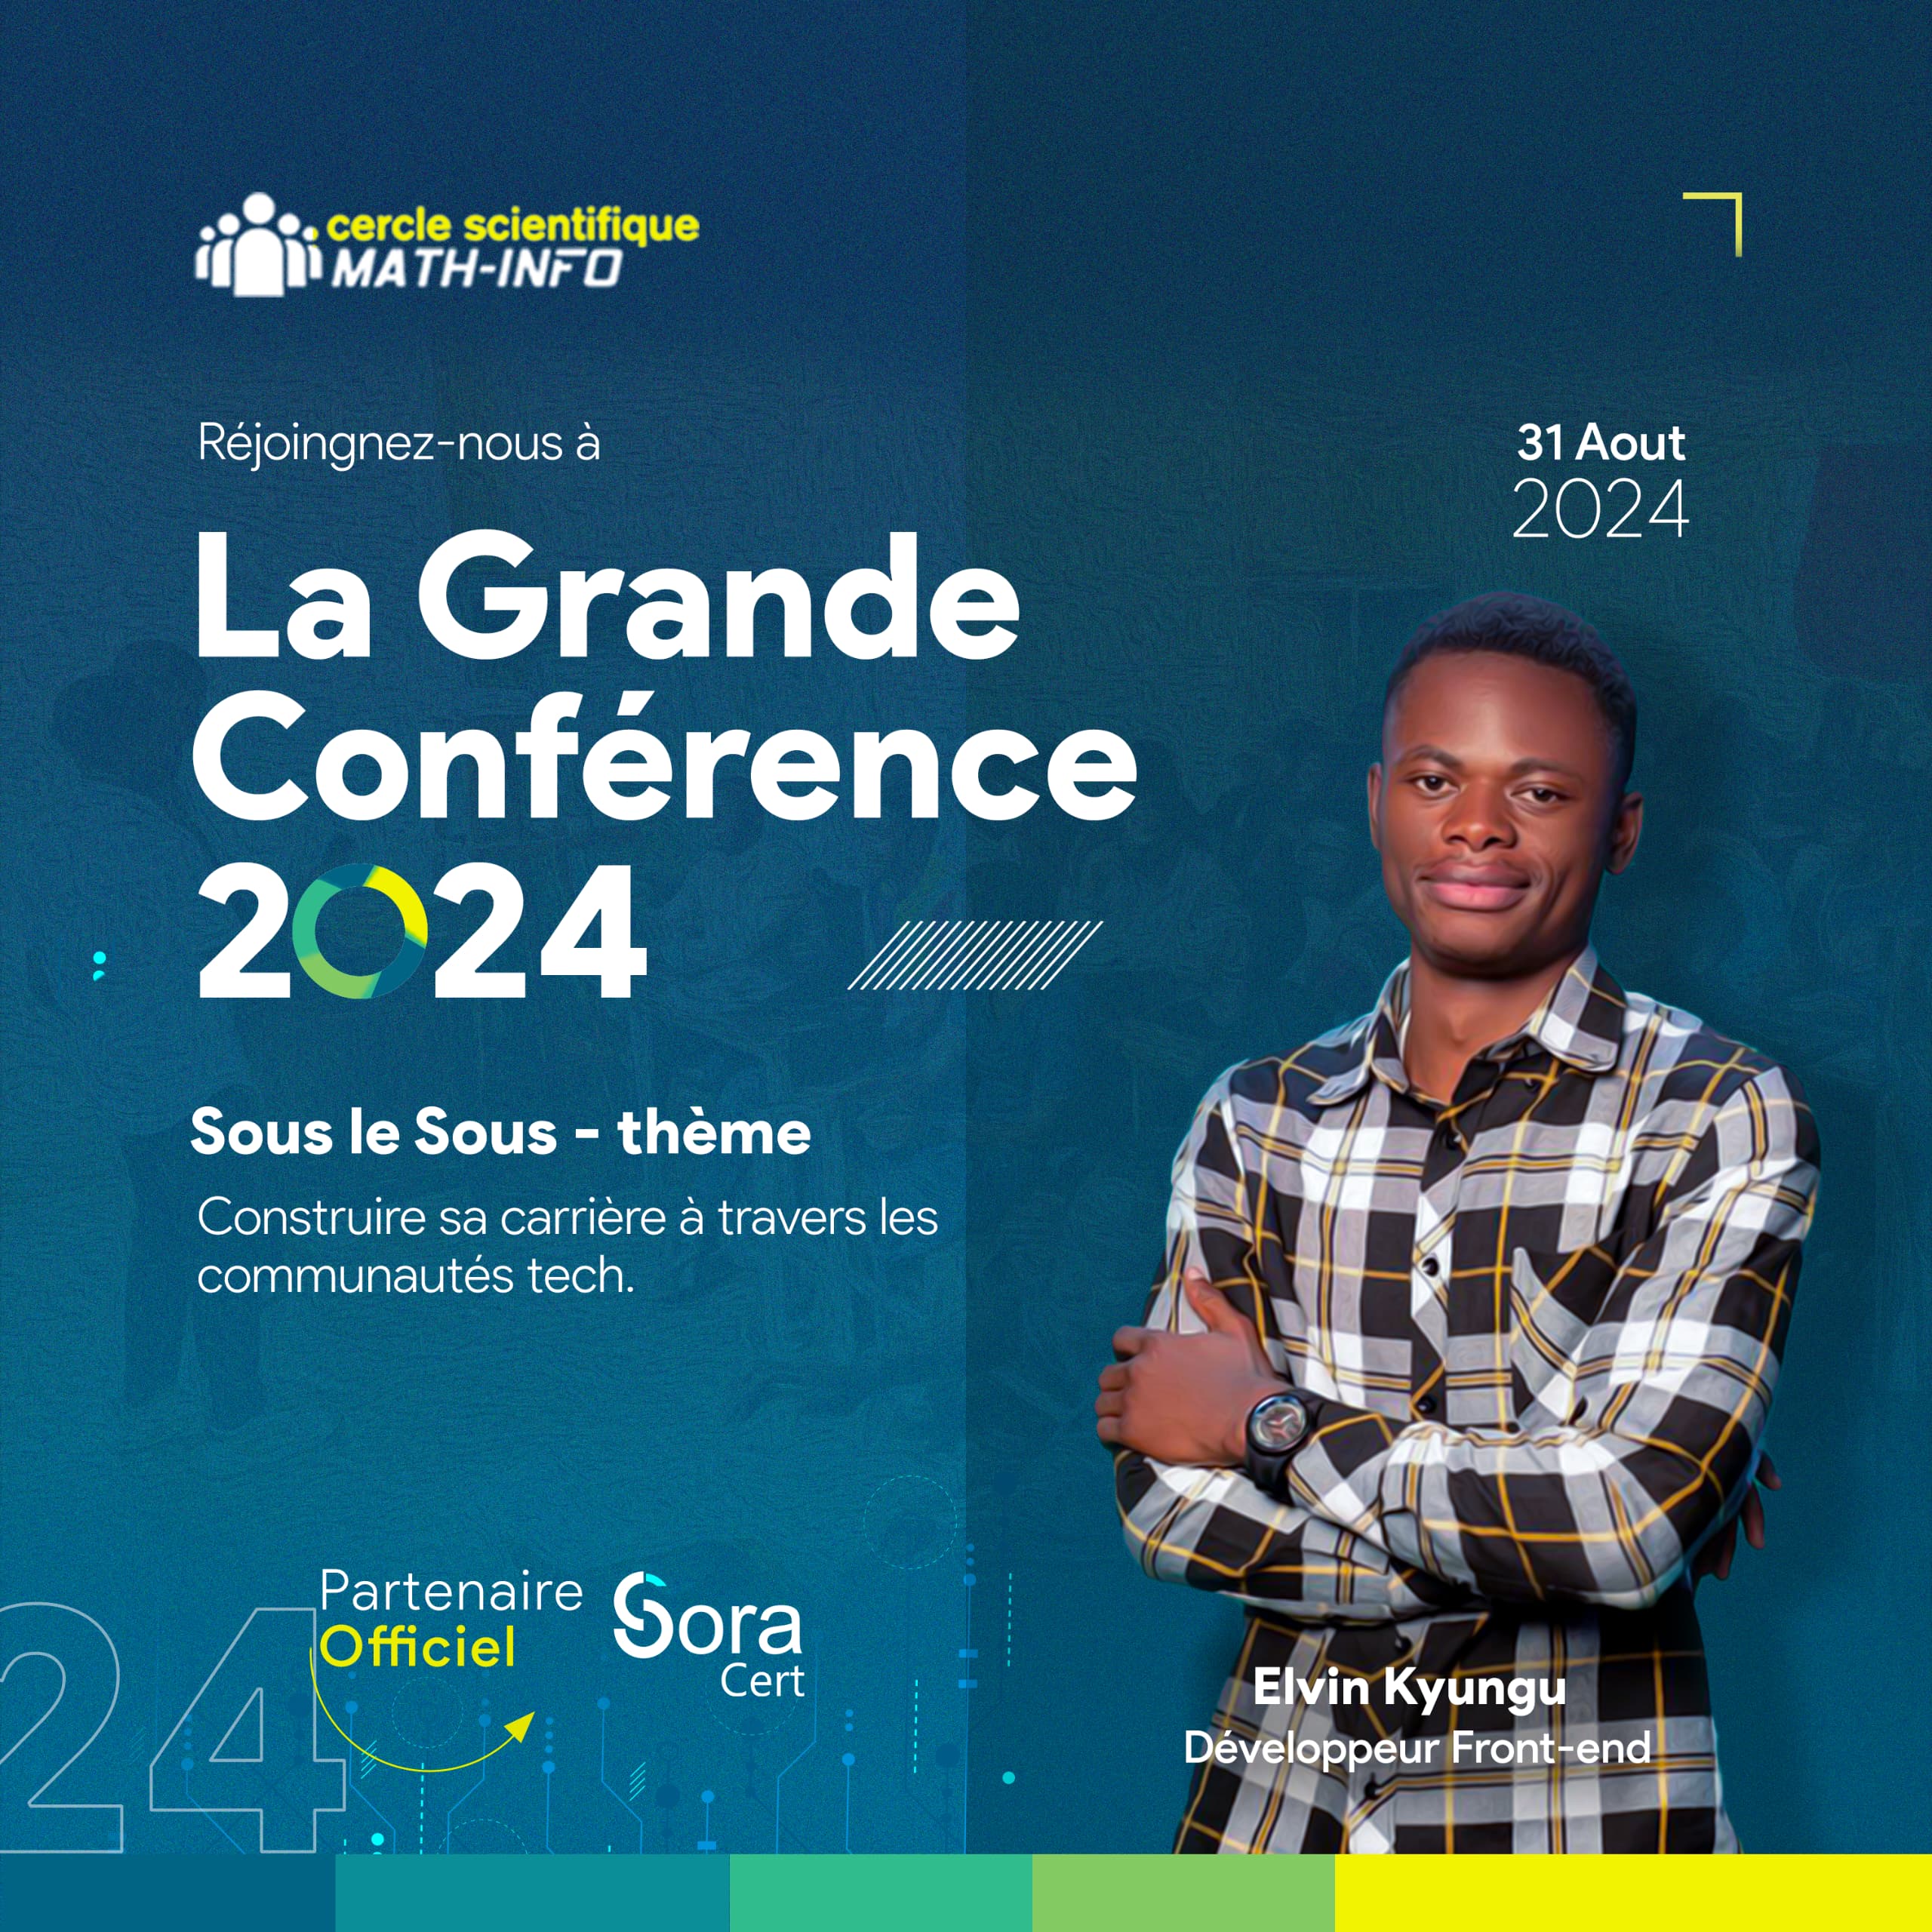 cercle scientifique
MATH-INFO
Réjoingnez-nous à
31 Aout
2024
La Grande
Conférence
2024
Sous le Sous - thème
Construire sa carrière à travers les
communautés tech.
Partenaire
Officiel
Sora
Cert
24
Elvin Kyungu
Développeur Front-end